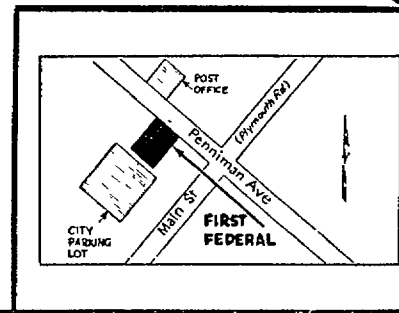 POST
OFFICE
(Plymouth Rd)
Penniman Ave
Main St
FIRST
FEDERAL
CITY
PARKING
LOT